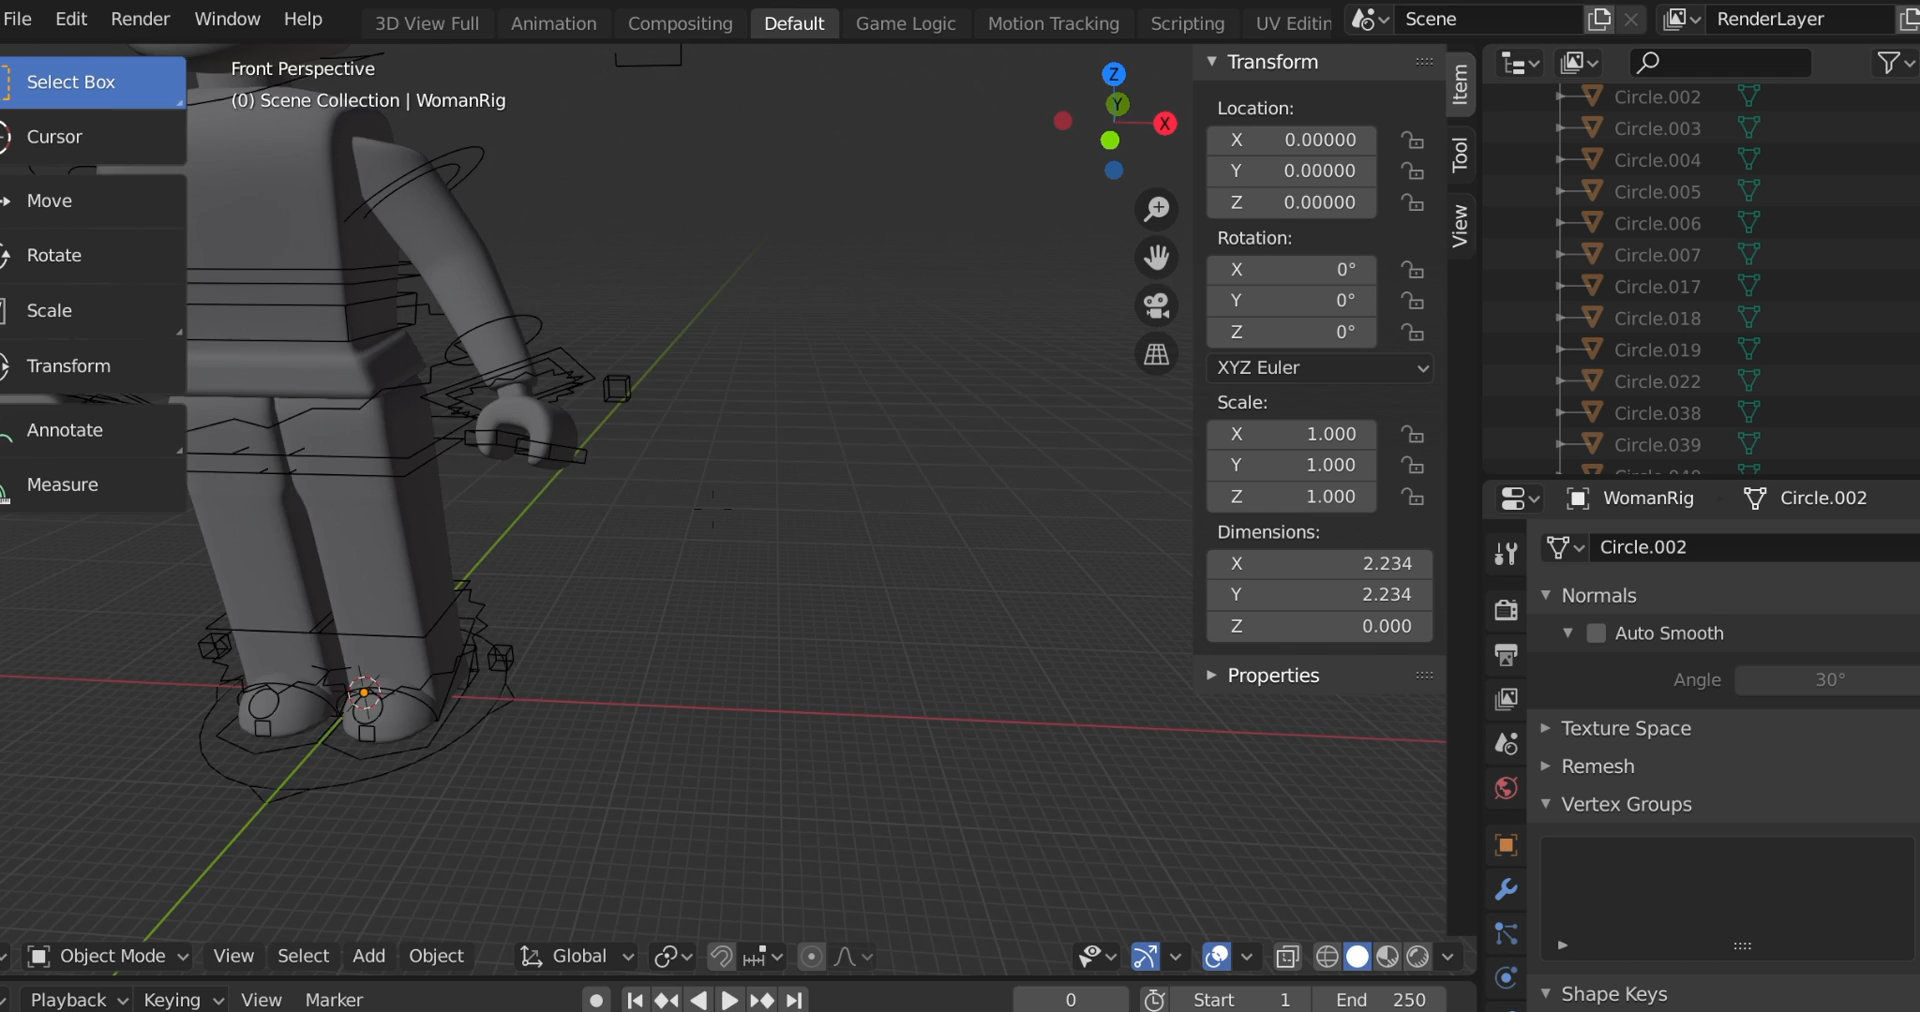 File Edit Render Window Help
3D View Full Animation Compositing Default Game Logic Motion Tracking Scripting UV Editin
Scene
RenderLayer
Select Box
Cursor
Move
Rotate
Scale
Transform
Annotate
Measure
Front Perspective
(0) Scene Collection | WomanRig
Z
Y
X
Transform
Location:
X 0.00000
Y 0.00000
Z 0.00000
Rotation:
X 0°
Y 0°
Z 0°
XYZ Euler
Scale:
X 1.000
Y 1.000
Z 1.000
Dimensions:
X 2.234
Y 2.234
Z 0.000
Properties
Item
Tool
View
Circle.002
Circle.003
Circle.004
Circle.005
Circle.006
Circle.007
Circle.017
Circle.018
Circle.019
Circle.022
Circle.038
Circle.039
WomanRig Circle.002
Circle.002
Normals
Auto Smooth
Angle 30°
Texture Space
Remesh
Vertex Groups
Shape Keys
Object Mode View Select Add Object Global
Playback Keying View Marker 0 Start 1 End 250